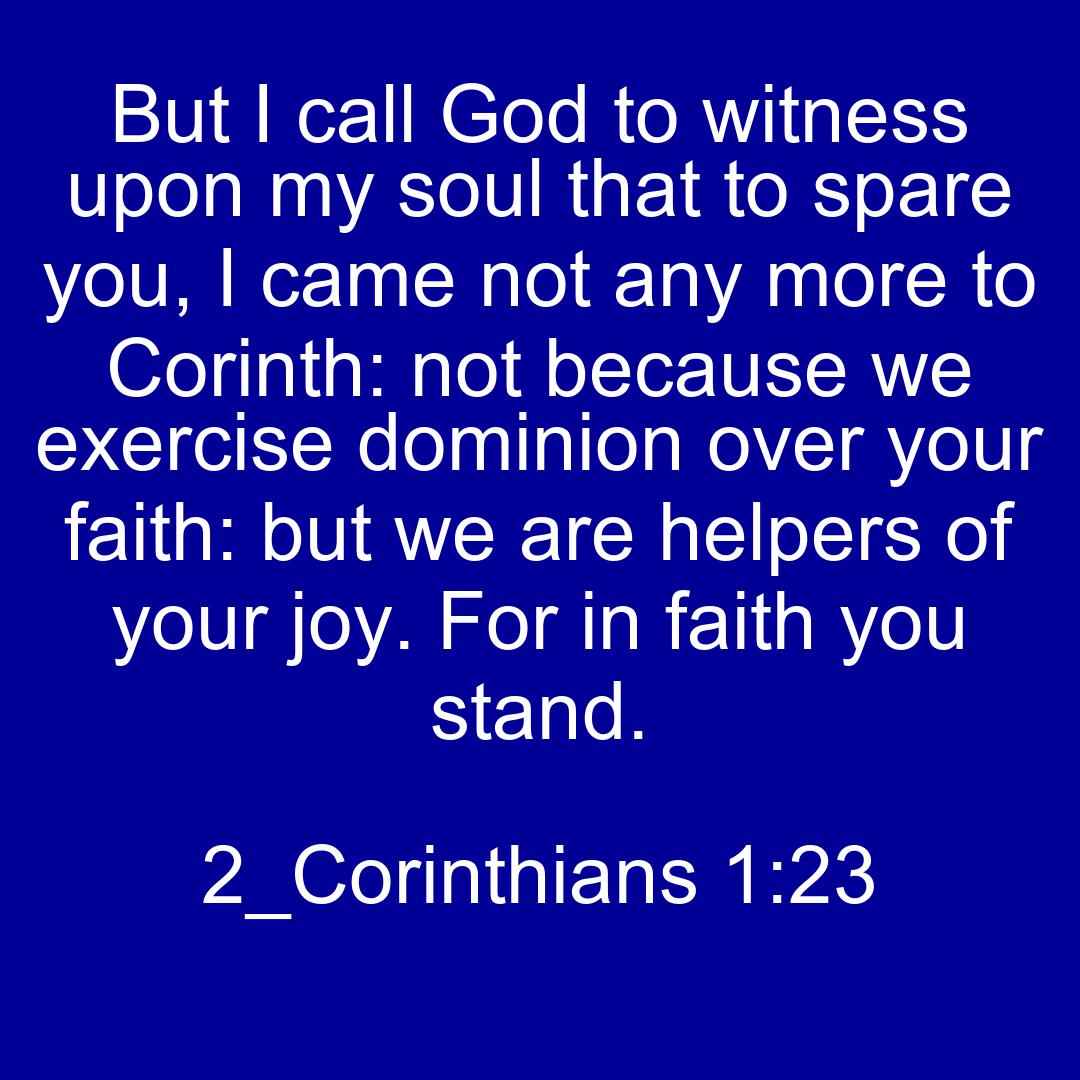 But I call God to witness
upon my soul that to spare
you, I came not any more to
Corinth: not because we
exercise dominion over your
faith: but we are helpers of
your joy. For in faith you
stand.
2_Corinthians 1:23